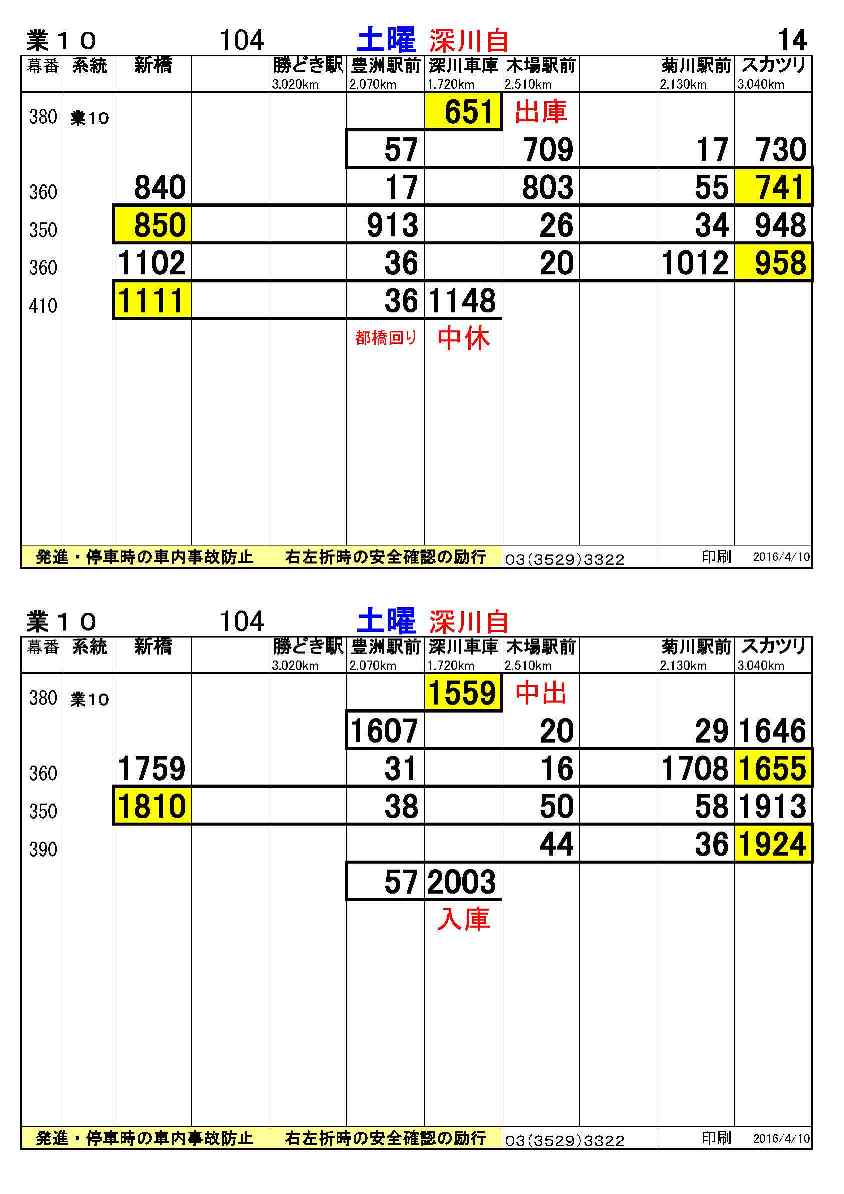 業１０ 104 土曜 深川自 14
幕番 系統 新橋 勝どき駅 豊洲駅前 深川車庫 木場駅前 菊川駅前 スカツリ
3.020km 2.070km 1.720km 2.510km 2.130km 3.040km
380 業10 651 出庫
57 709 17 730
360 840 17 803 55 741
350 850 913 26 34 948
360 1102 36 20 1012 958
410 1111 36 1148
都橋回り 中休
発進・停車時の車内事故防止 右左折時の安全確認の励行 03(3529)3322 印刷 2016/4/10
業１０ 104 土曜 深川自
幕番 系統 新橋 勝どき駅 豊洲駅前 深川車庫 木場駅前 菊川駅前 スカツリ
3.020km 2.070km 1.720km 2.510km 2.130km 3.040km
380 業10 1559 中出
1607 20 29 1646
360 1759 31 16 1708 1655
350 1810 38 50 58 1913
390 44 36 1924
57 2003
入庫
発進・停車時の車内事故防止 右左折時の安全確認の励行 03(3529)3322 印刷 2016/4/10